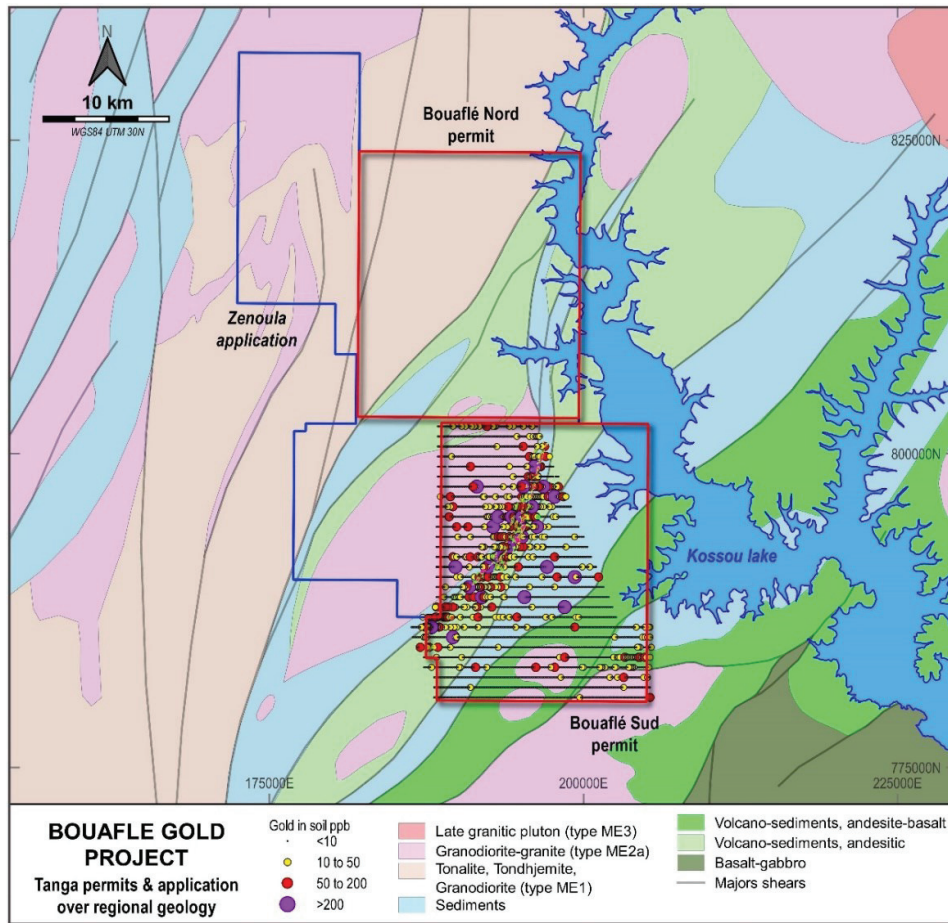 N
10 km
WGS84 UTM 30N
Bouaflé Nord
permit
825000N
Zenoula
application
800000N
Kossou lake
Bouaflé Sud
permit
775000N
175000E
200000E
225000E
BOUAFLE GOLD
PROJECT
Tanga permits & application
over regional geology
Gold in soil ppb
<10
10 to 50
50 to 200
>200
Late granitic pluton (type ME3)
Granodiorite-granite (type ME2a)
Tonalite, Tondhjemite,
Granodiorite (type ME1)
Sediments
Volcano-sediments, andesite-basalt
Volcano-sediments, andesitic
Basalt-gabbro
Majors shears